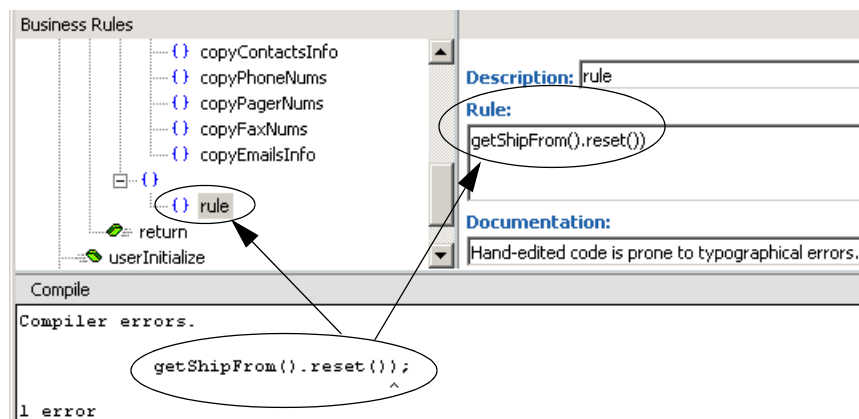 Business Rules
{} copyContactsInfo
{} copyPhoneNums
{} copyPagerNums
{} copyFaxNums
{} copyEmailsInfo
{}
{} rule
return
userInitialize
Description: rule
Rule:
getShipFrom().reset())
Documentation:
Hand-edited code is prone to typographical errors.
Compile
Compiler errors.
getShipFrom().reset());
^
1 error